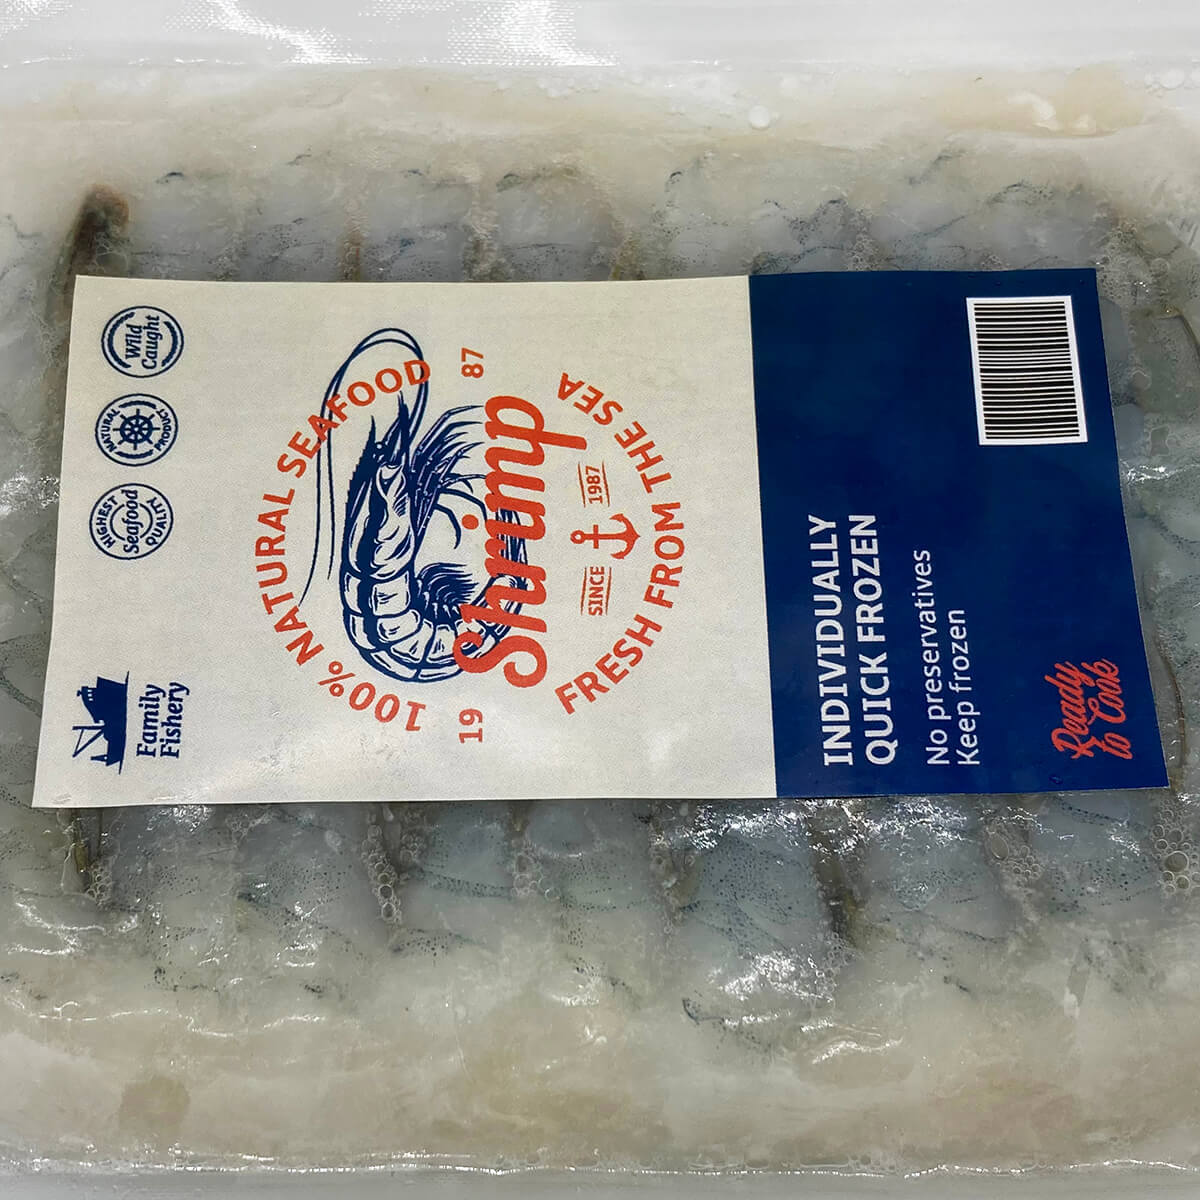 Wild
Caught
NATURAL
PRODUCT
HIGHEST
Seafood
QUALITY
Family
Fishery
100% NATURAL SEAFOOD
19 87
Shrimp
SINCE 1987
FRESH FROM THE SEA
INDIVIDUALLY
QUICK FROZEN
No preservatives
Keep frozen
Ready
to Cook